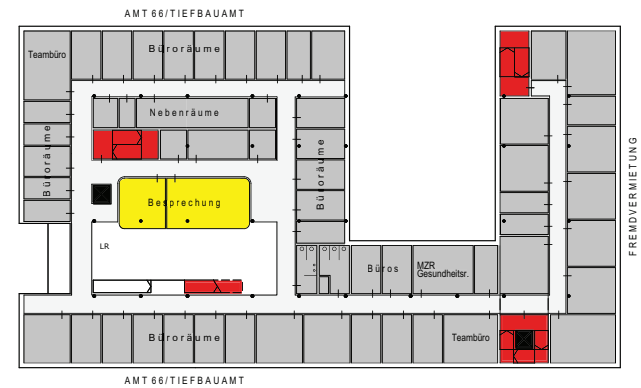 AMT 66/TIEFBAUAMT
Teambüro
Büroräume
Nebenräume
Büroräume
Büroräume
Besprechung
LR
Büros
MZR
Gesundheitsr.
Büroräume
Teambüro
FREMDVERMIETUNG
AMT 66/TIEFBAUAMT